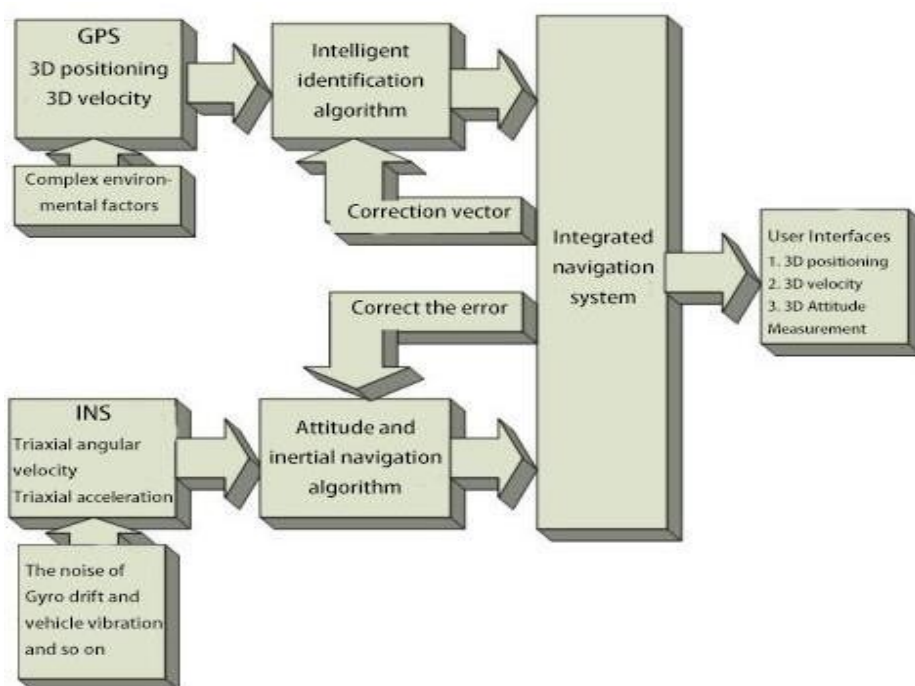 GPS
3D positioning
3D velocity
Intelligent
identification
algorithm
Complex environ-
mental factors
Correction vector
Integrated
navigation
system
User Interfaces
1. 3D positioning
2. 3D velocity
3. 3D Attitude
Measurement
Correct the error
INS
Triaxial angular
velocity
Triaxial acceleration
Attitude and
inertial navigation
algorithm
The noise of
Gyro drift and
vehicle vibration
and so on